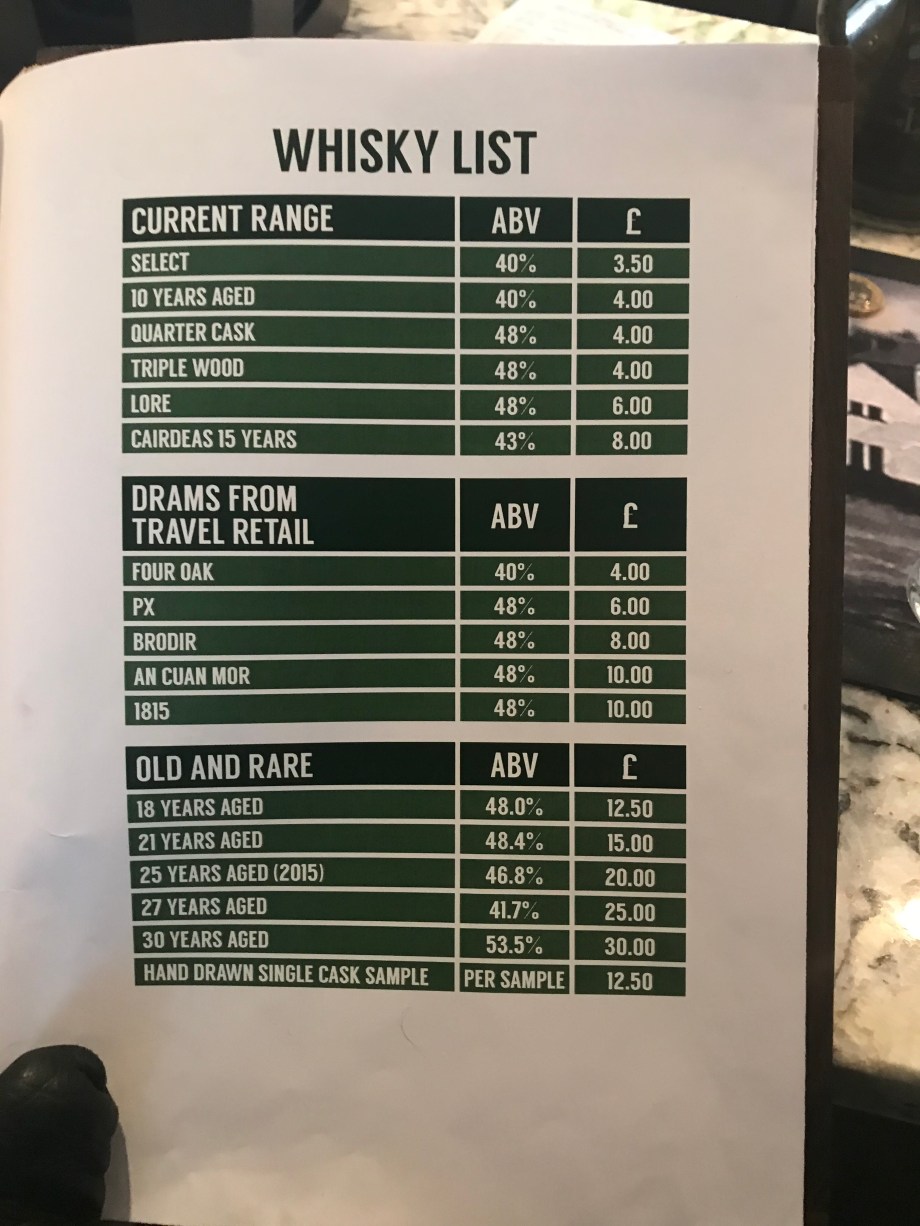 WHISKY LIST
CURRENT RANGE ABV £
SELECT 40% 3.50
10 YEARS AGED 40% 4.00
QUARTER CASK 48% 4.00
TRIPLE WOOD 48% 4.00
LORE 48% 6.00
CAIRDEAS 15 YEARS 43% 8.00
DRAMS FROM
TRAVEL RETAIL ABV £
FOUR OAK 40% 4.00
PX 48% 6.00
BRODIR 48% 8.00
AN CUAN MOR 48% 10.00
1815 48% 10.00
OLD AND RARE ABV £
18 YEARS AGED 48.0% 12.50
21 YEARS AGED 48.4% 15.00
25 YEARS AGED (2015) 46.8% 20.00
27 YEARS AGED 41.7% 25.00
30 YEARS AGED 53.5% 30.00
HAND DRAWN SINGLE CASK SAMPLE PER SAMPLE 12.50